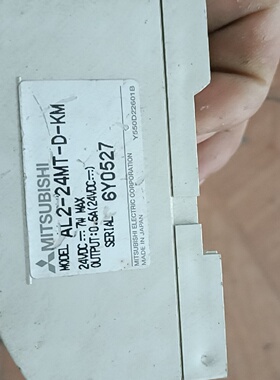 MITSUBISHI
MODEL AL2-24MT-D-KM
24VDC 7W MAX
OUTPUT:0.5A(24VDC)
SERIAL 6Y0527
Y550D22601B
MITSUBISHI ELECTRIC CORPORATION
MADE IN JAPAN